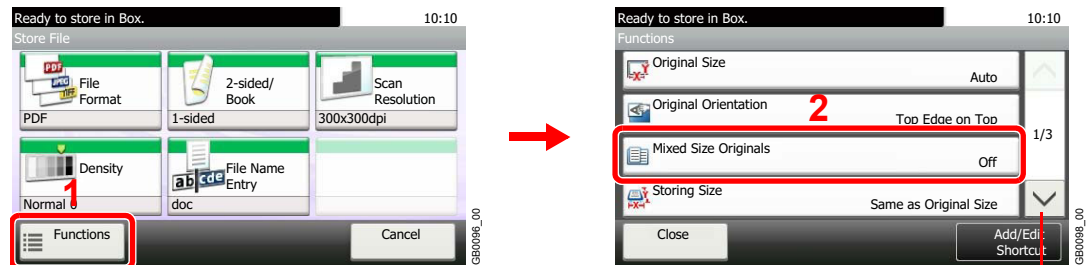 Ready to store in Box.
10:10
Store File
PDF
JPEG
TIFF
File
Format
PDF
2-sided/
Book
1-sided
Scan
Resolution
300x300dpi
Density
Normal 0
1
ab cde
File Name
Entry
doc
Functions
Cancel
GB0096_00
Ready to store in Box.
10:10
Functions
X
Y
Original Size
Auto
Original Orientation
Top Edge on Top
2
1/3
Mixed Size Originals
Off
Storing Size
Same as Original Size
Close
Add/Edit
Shortcut
GB0098_00